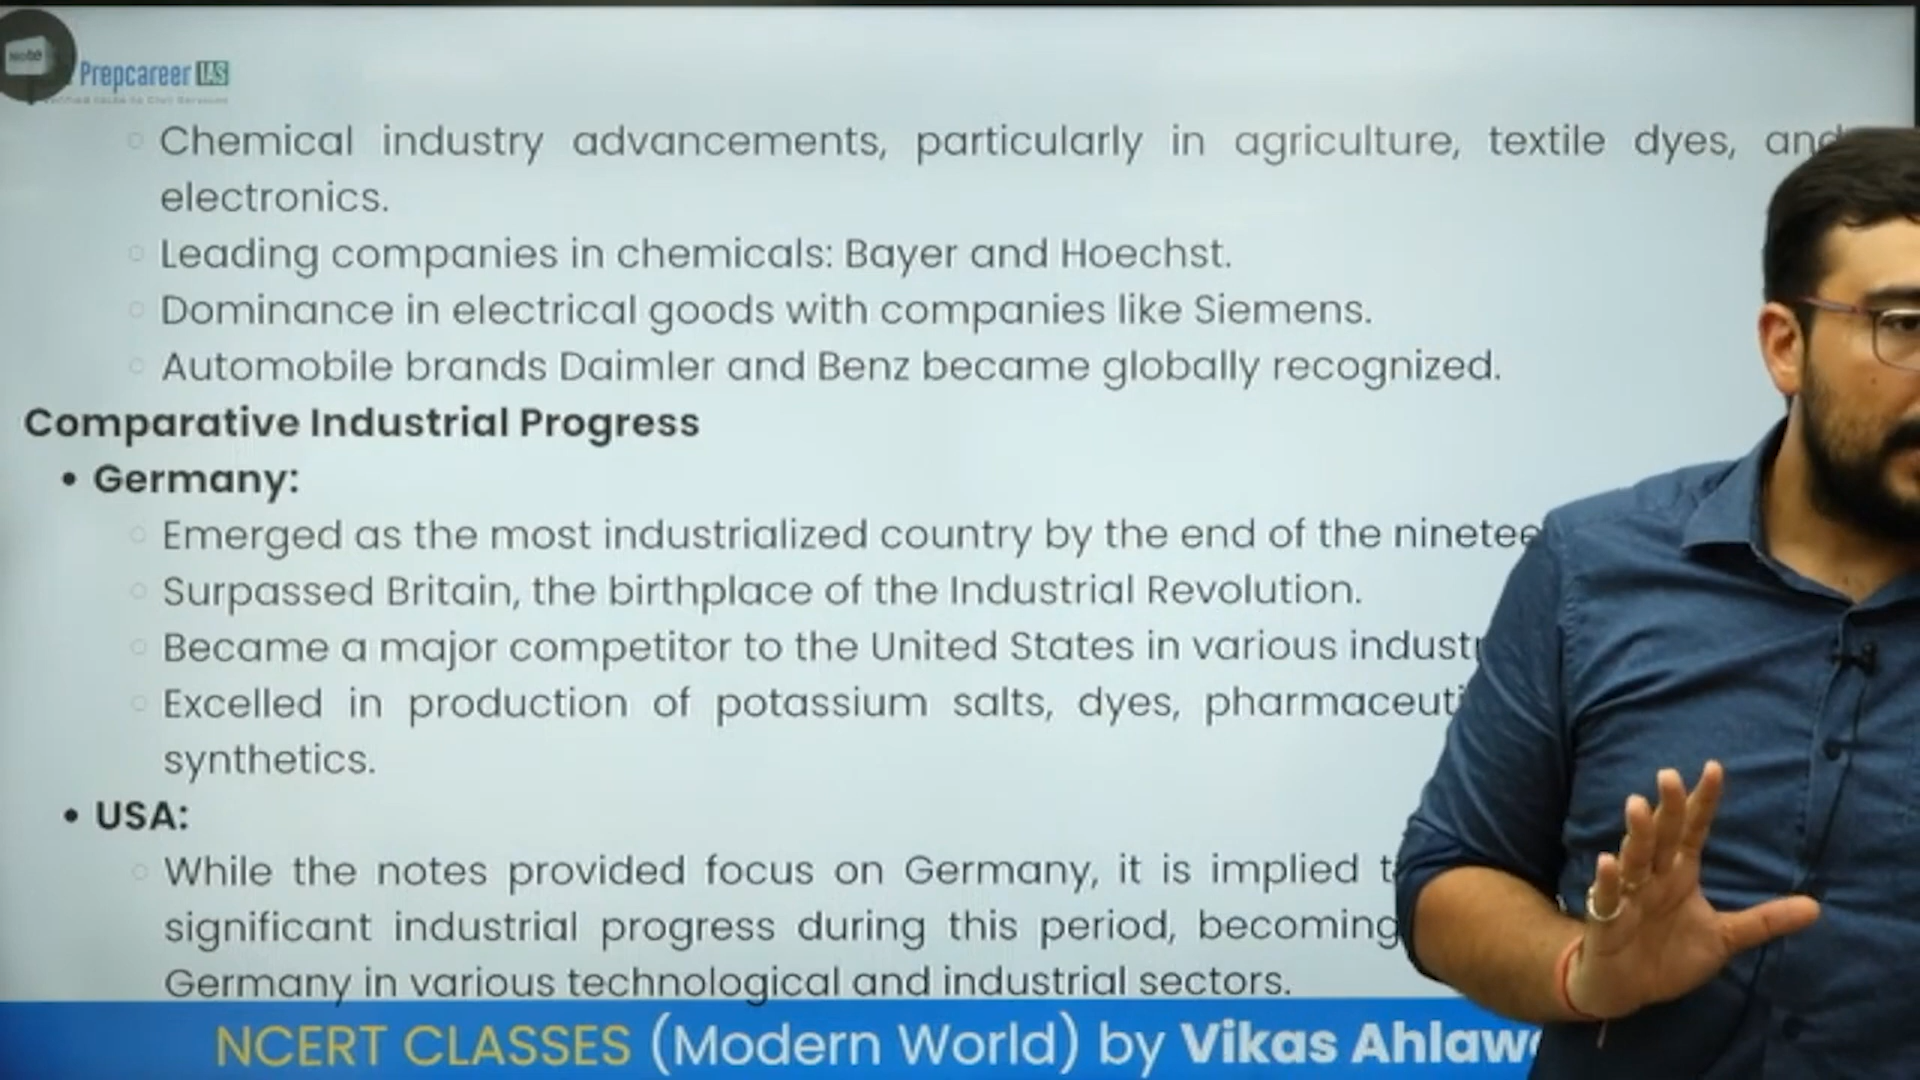 Prepcareer IAS
Chemical industry advancements, particularly in agriculture, textile dyes, and
electronics.
Leading companies in chemicals: Bayer and Hoechst.
Dominance in electrical goods with companies like Siemens.
Automobile brands Daimler and Benz became globally recognized.
Comparative Industrial Progress
• Germany:
Emerged as the most industrialized country by the end of the
Surpassed Britain, the birthplace of the Industrial Revolution.
Became a major competitor to the United States in various
Excelled in production of potassium salts, dyes,
synthetics.
• USA:
While the notes provided focus on Germany, it is implied
significant industrial progress during this period, becoming
Germany in various technological and industrial sectors.
NCERT CLASSES (Modern World) by Vikas